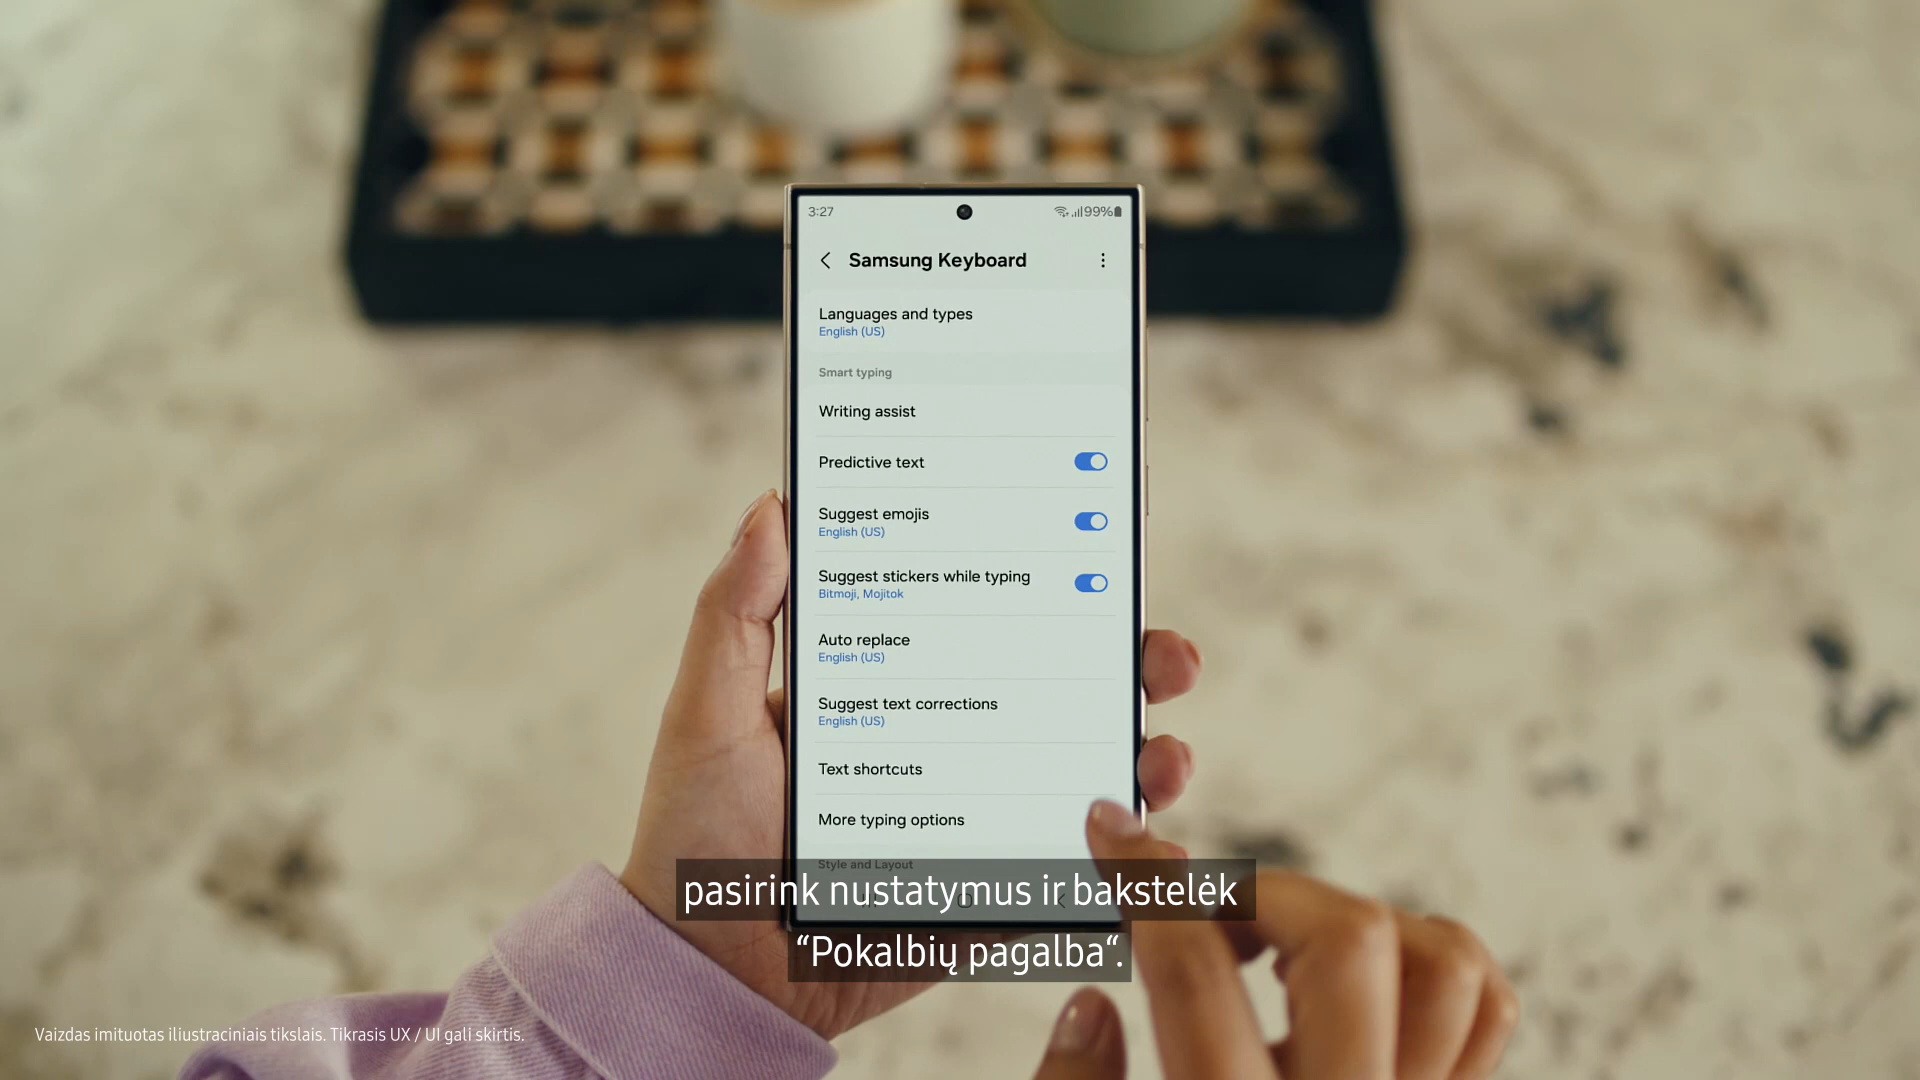 3:27
99%
Samsung Keyboard
Languages and types
English (US)
Smart typing
Writing assist
Predictive text
Suggest emojis
English (US)
Suggest stickers while typing
Bitmoji, Mojitok
Auto replace
English (US)
Suggest text corrections
English (US)
Text shortcuts
More typing options
Style and Layout
pasirink nustatymus ir bakstelėk
“Pokalbių pagalba“.
Vaizdas imituotas iliustraciniais tikslais. Tikrasis UX / UI gali skirtis.